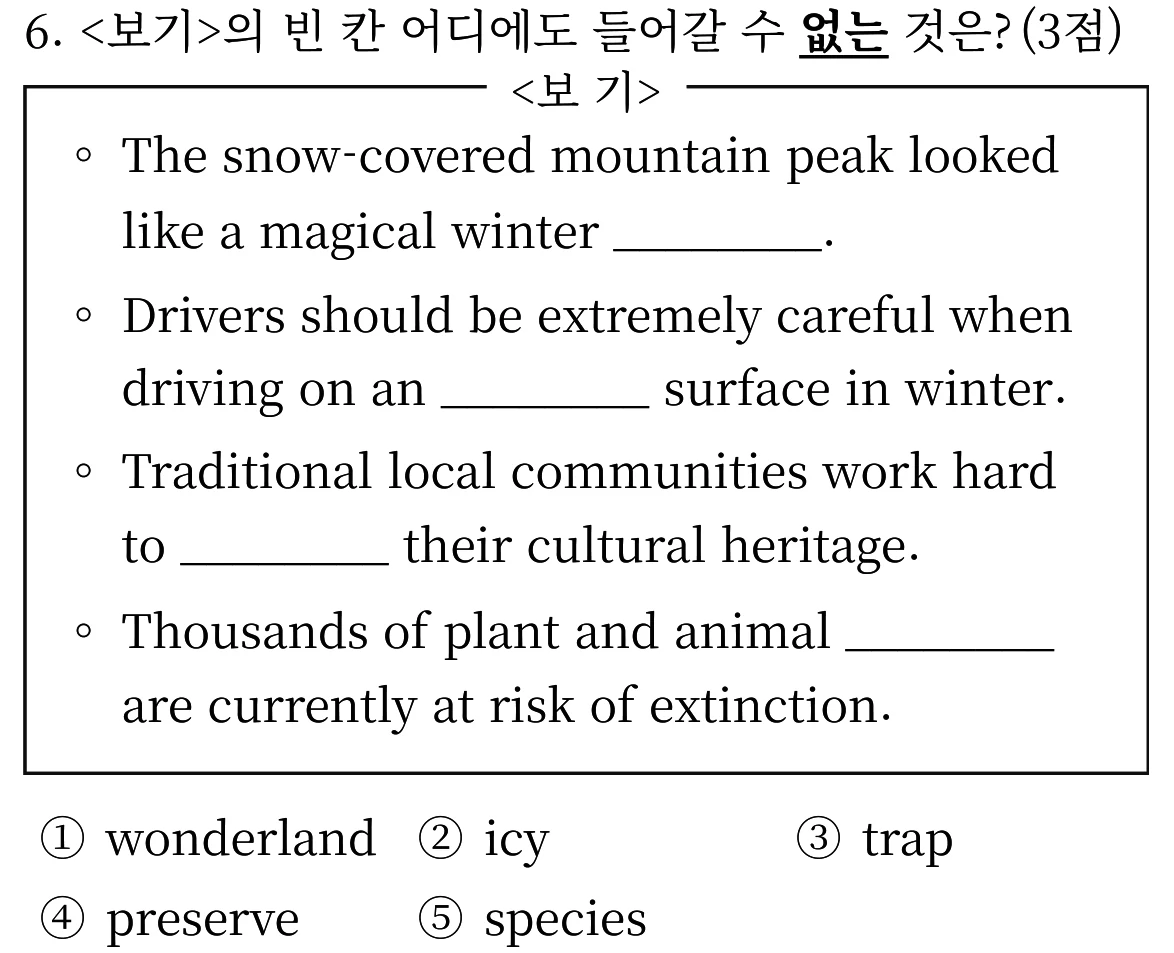 6. <보기>의 빈 칸 어디에도 들어갈 수 없는 것은? (3점)
<보 기>
◦ The snow-covered mountain peak looked
like a magical winter ________.
◦ Drivers should be extremely careful when
driving on an ________ surface in winter.
◦ Traditional local communities work hard
to ________ their cultural heritage.
◦ Thousands of plant and animal ________
are currently at risk of extinction.
① wonderland ② icy ③ trap
④ preserve ⑤ species